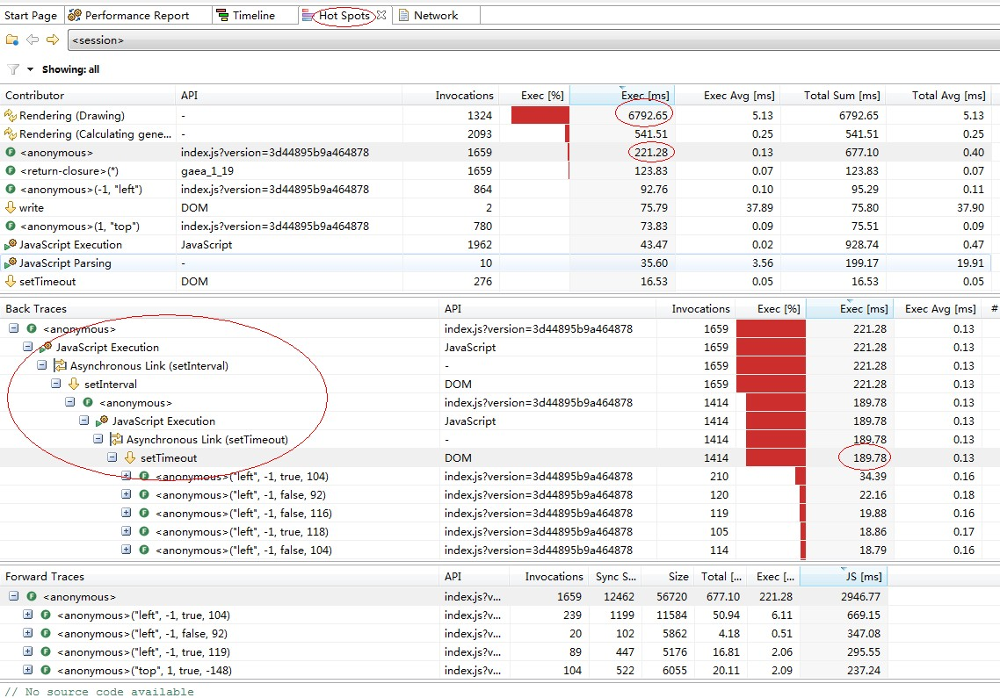 Start Page Performance Report Timeline Hot Spots Network
<session>
Showing: all
Contributor API Invocations Exec [%] Exec [ms] Exec Avg [ms] Total Sum [ms] Total Avg [ms]
Rendering (Drawing) - 1324 6792.65 5.13 6792.65 5.13
Rendering (Calculating gene... - 2093 541.51 0.25 541.51 0.25
<anonymous> index.js?version=3d44895b9a464878 1659 221.28 0.13 677.10 0.40
<return-closure>(*) gaea_1_19 1659 123.83 0.07 123.83 0.07
<anonymous>(-1, "left") index.js?version=3d44895b9a464878 864 92.76 0.10 95.29 0.11
write DOM 2 75.79 37.89 75.80 37.90
<anonymous>(1, "top") index.js?version=3d44895b9a464878 780 73.83 0.09 75.51 0.09
JavaScript Execution JavaScript 1962 43.47 0.02 928.74 0.47
JavaScript Parsing - 10 35.60 3.56 199.17 19.91
setTimeout DOM 276 16.53 0.05 16.53 0.05
Back Traces API Invocations Exec [%] Exec [ms] Exec Avg [ms] #
<anonymous> index.js?version=3d44895b9a464878 1659 221.28 0.13
JavaScript Execution JavaScript 1659 221.28 0.13
Asynchronous Link (setInterval) - 1659 221.28 0.13
setInterval DOM 1659 221.28 0.13
<anonymous> index.js?version=3d44895b9a464878 1414 189.78 0.13
JavaScript Execution JavaScript 1414 189.78 0.13
Asynchronous Link (setTimeout) - 1414 189.78 0.13
setTimeout DOM 1414 189.78 0.13
<anonymous>("left", -1, true, 104) index.js?version=3d44895b9a464878 210 34.39 0.16
<anonymous>("left", -1, false, 92) index.js?version=3d44895b9a464878 120 22.16 0.18
<anonymous>("left", -1, false, 116) index.js?version=3d44895b9a464878 119 19.88 0.16
<anonymous>("left", -1, true, 118) index.js?version=3d44895b9a464878 105 18.86 0.17
<anonymous>("left", -1, false, 104) index.js?version=3d44895b9a464878 114 18.79 0.16
Forward Traces API Invocations Sync S... Size Total [... Exec [... JS [ms]
<anonymous> index.js?v... 1659 12462 56720 677.10 221.28 2946.77
<anonymous>("left", -1, true, 104) index.js?v... 239 1199 11584 50.94 6.11 669.15
<anonymous>("left", -1, false, 92) index.js?v... 20 102 5862 4.18 0.51 347.08
<anonymous>("left", -1, true, 119) index.js?v... 89 447 5176 16.81 2.06 295.55
<anonymous>("top", 1, true, -148) index.js?v... 104 522 6055 20.11 2.09 237.24
// No source code available